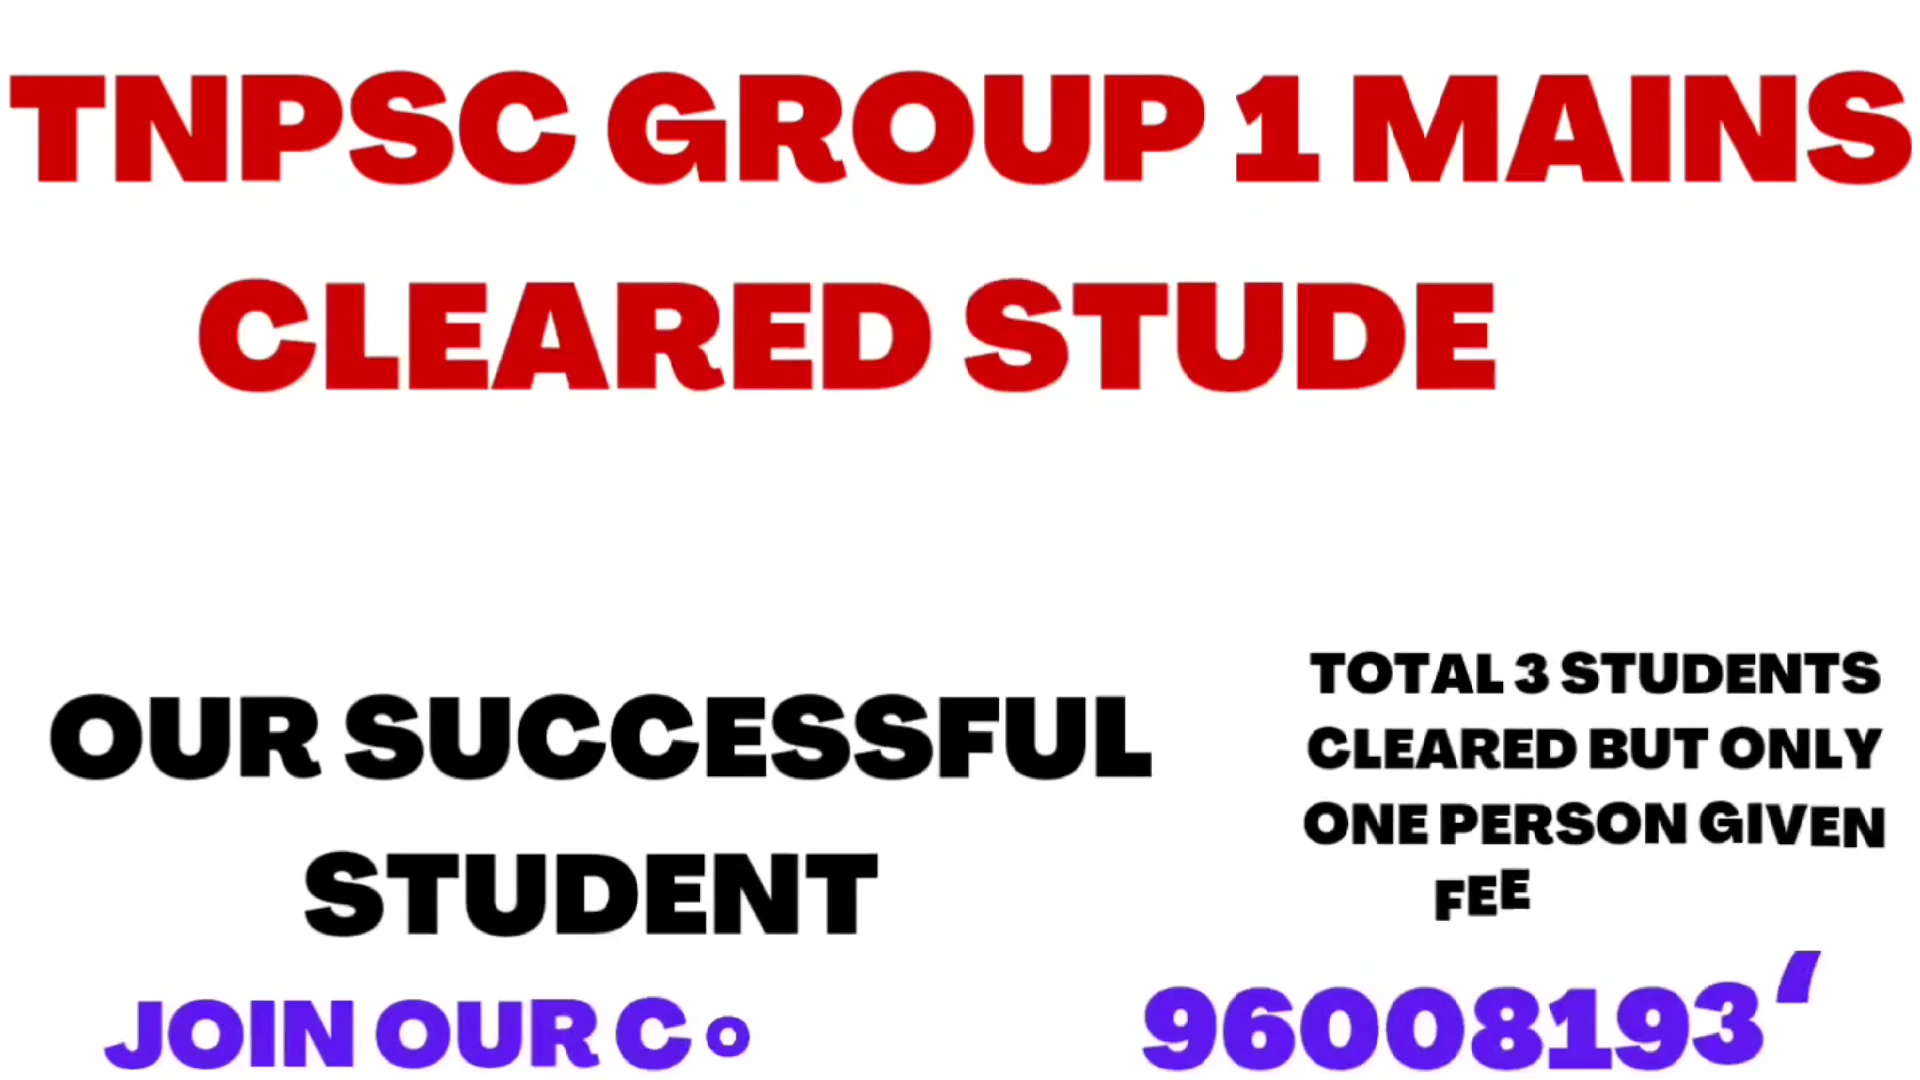 TNPSC GROUP 1 MAINS
CLEARED STUDE
OUR SUCCESSFUL
STUDENT
TOTAL 3 STUDENTS
CLEARED BUT ONLY
ONE PERSON GIVEN
FEE
JOIN OUR CO
96008193